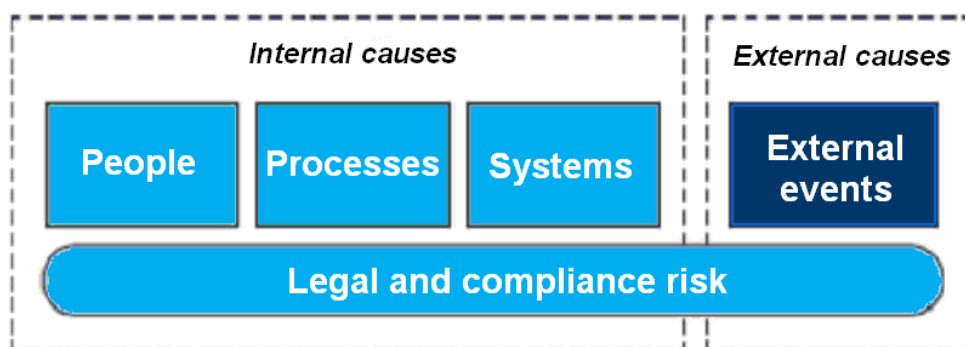 Internal causes
External causes
People
Processes
Systems
External
events
Legal and compliance risk